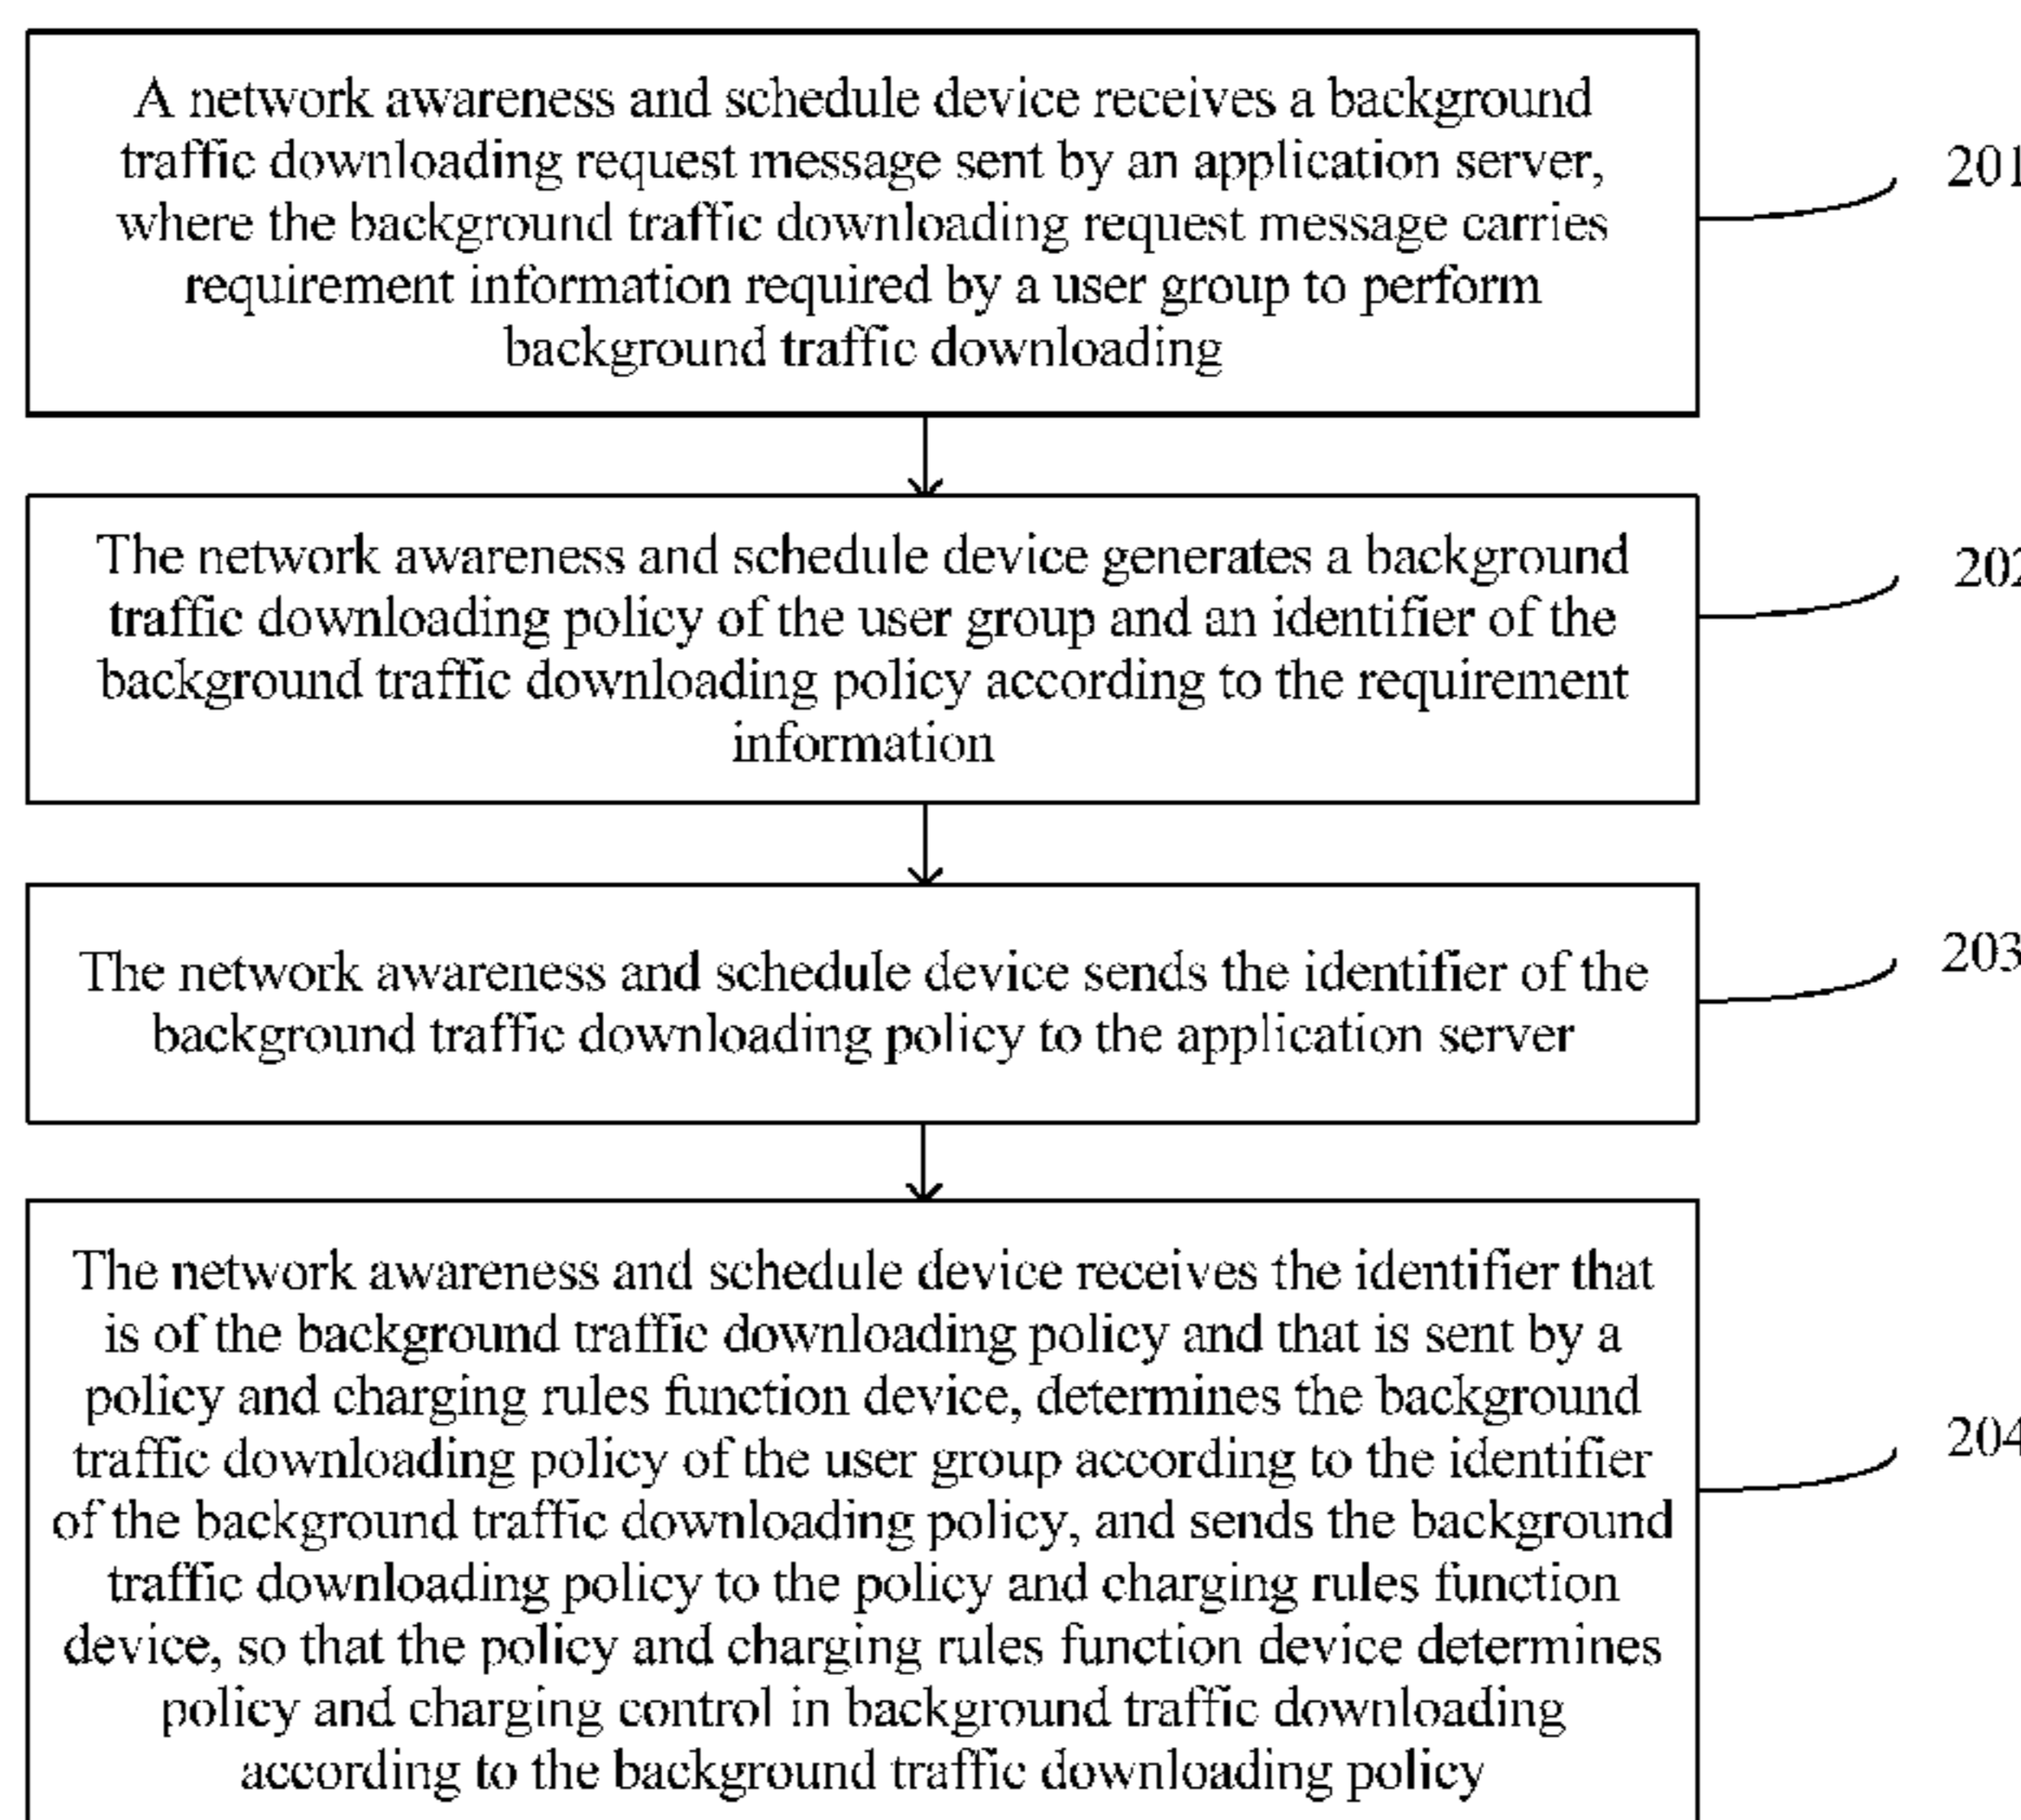 A network awareness and schedule device receives a background
traffic downloading request message sent by an application server,
where the background traffic downloading request message carries
requirement information required by a user group to perform
background traffic downloading
201
The network awareness and schedule device generates a background
traffic downloading policy of the user group and an identifier of the
background traffic downloading policy according to the requirement
information
202
The network awareness and schedule device sends the identifier of the
background traffic downloading policy to the application server
203
The network awareness and schedule device receives the identifier that
is of the background traffic downloading policy and that is sent by a
policy and charging rules function device, determines the background
traffic downloading policy of the user group according to the identifier
of the background traffic downloading policy, and sends the background
traffic downloading policy to the policy and charging rules function
device, so that the policy and charging rules function device determines
policy and charging control in background traffic downloading
according to the background traffic downloading policy
204